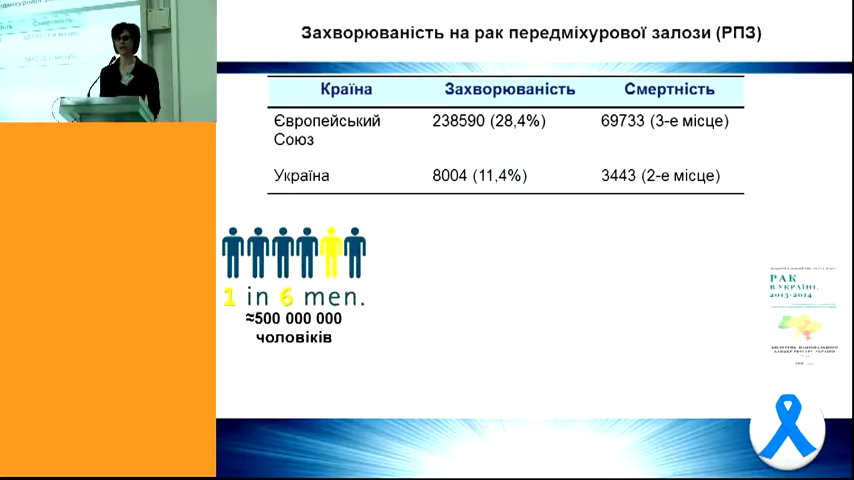 Захворюваність на рак передміхурової залози (РПЗ)
Країна Захворюваність Смертність
Європейський Союз 238590 (28,4%) 69733 (3-е місце)
Україна 8004 (11,4%) 3443 (2-е місце)
1 in 6 men.
≈500 000 000
чоловіків
РАК
В УКРАЇНІ,
2013-2014